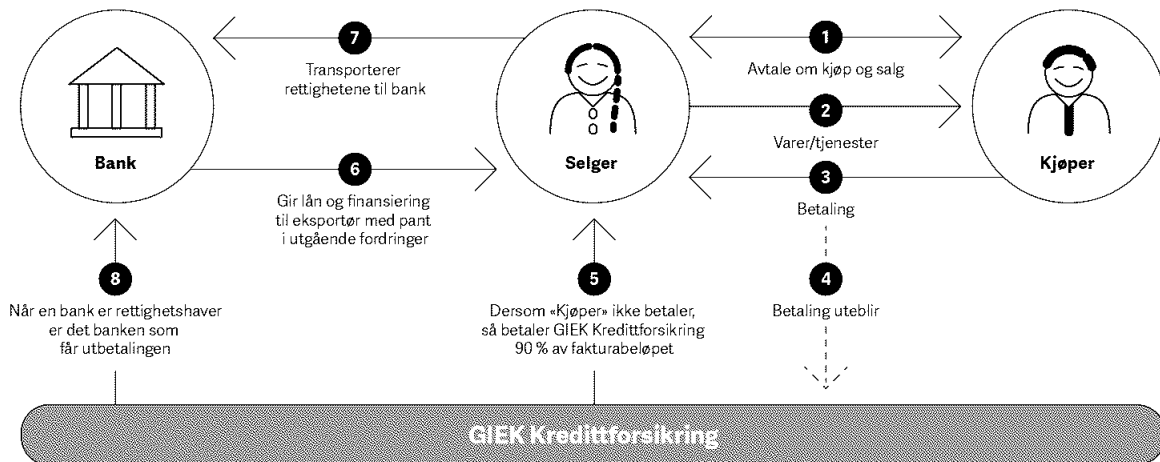 7
Transporterer
rettighetene til bank
1
Avtale om kjøp og salg
2
Varer/tjenester
Bank
Selger
Kjøper
6
Gir lån og finansiering
til eksportør med pant
i utgående fordringer
3
Betaling
8
Når en bank er rettighetshaver
er det banken som
får utbetalingen
5
Dersom «Kjøper» ikke betaler,
så betaler GIEK Kredittforsikring
90 % av fakturabeløpet
4
Betaling uteblir
GIEK Kredittforsikring